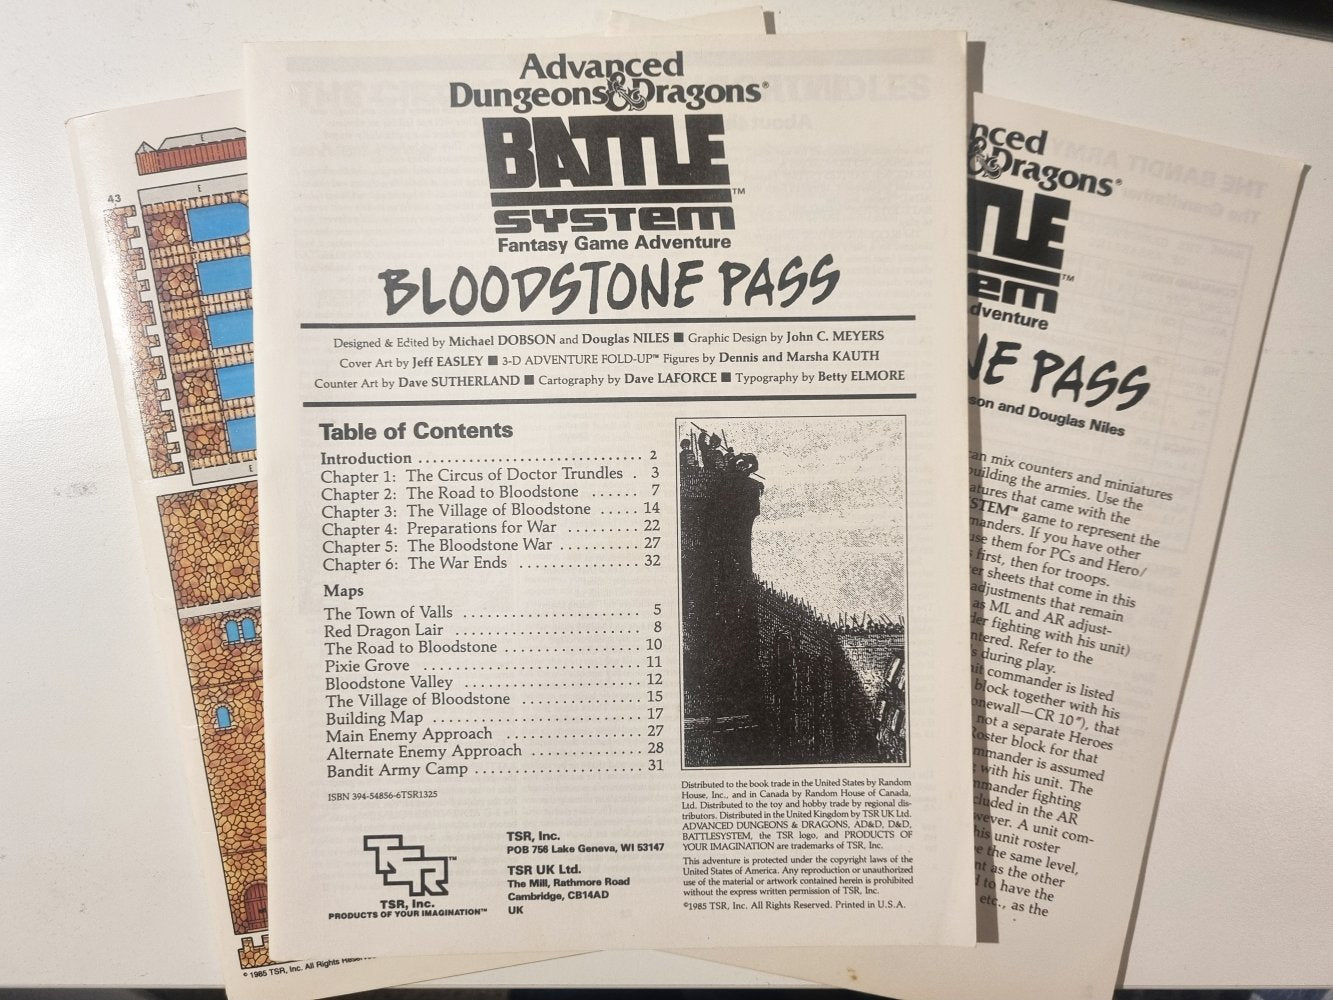 Advanced
Dungeons & Dragons®
BATTLE
SYSTEM™
Fantasy Game Adventure
BLOODSTONE PASS
Designed & Edited by Michael DOBSON and Douglas NILES ■ Graphic Design by John C. MEYERS
Cover Art by Jeff EASLEY ■ 3-D ADVENTURE FOLD-UP™ Figures by Dennis and Marsha KAUTH
Counter Art by Dave SUTHERLAND ■ Cartography by Dave LAFORCE ■ Typography by Betty ELMORE
Table of Contents
Introduction .............................. 2
Chapter 1: The Circus of Doctor Trundles . 3
Chapter 2: The Road to Bloodstone ...... 7
Chapter 3: The Village of Bloodstone ..... 14
Chapter 4: Preparations for War ......... 22
Chapter 5: The Bloodstone War .......... 27
Chapter 6: The War Ends ............... 32
Maps
The Town of Valls ........................ 5
Red Dragon Lair ........................ 8
The Road to Bloodstone .................. 10
Pixie Grove ............................ 11
Bloodstone Valley ....................... 12
The Village of Bloodstone ................ 15
Building Map ........................... 17
Main Enemy Approach ................... 27
Alternate Enemy Approach ............... 28
Bandit Army Camp ...................... 31
ISBN 394-54856-6TSR1325
TSR™
TSR, Inc.
PRODUCTS OF YOUR IMAGINATION™
TSR, Inc.
POB 756 Lake Geneva, WI 53147
TSR UK Ltd.
The Mill, Rathmore Road
Cambridge, CB14AD
UK
Distributed to the book trade in the United States by Random
House, Inc., and in Canada by Random House of Canada,
Ltd. Distributed to the toy and hobby trade by regional dis-
tributors. Distributed in the United Kingdom by TSR UK Ltd.
ADVANCED DUNGEONS & DRAGONS, AD&D, D&D,
BATTLESYSTEM, the TSR logo, and PRODUCTS OF
YOUR IMAGINATION are trademarks of TSR, Inc.
This adventure is protected under the copyright laws of the
United States of America. Any reproduction or unauthorized
use of the material or artwork contained herein is prohibited
without the express written permission of TSR, Inc.
©1985 TSR, Inc. All Rights Reserved. Printed in U.S.A.
E
43
E
E
© 1985 TSR, Inc. All Rights
nced
& Dragons®
TLE
em™
dventure
NE PASS
son and Douglas Niles
can mix counters and miniatures
building the armies. Use the
atures that came with the
STEM™ game to represent the
manders. If you have other
use them for PCs and Hero/
first, then for troops.
er sheets that come in this
adjustments that remain
as ML and AR adjust-
der fighting with his unit)
ntered. Refer to the
s during play.
nit commander is listed
block together with his
onewall—CR 10"), that
not a separate Heroes
Roster block for that
mmander is assumed
with his unit. The
mmander fighting
cluded in the AR
wever. A unit com-
his unit roster
e the same level,
nt as the other
d to have the
etc., as the